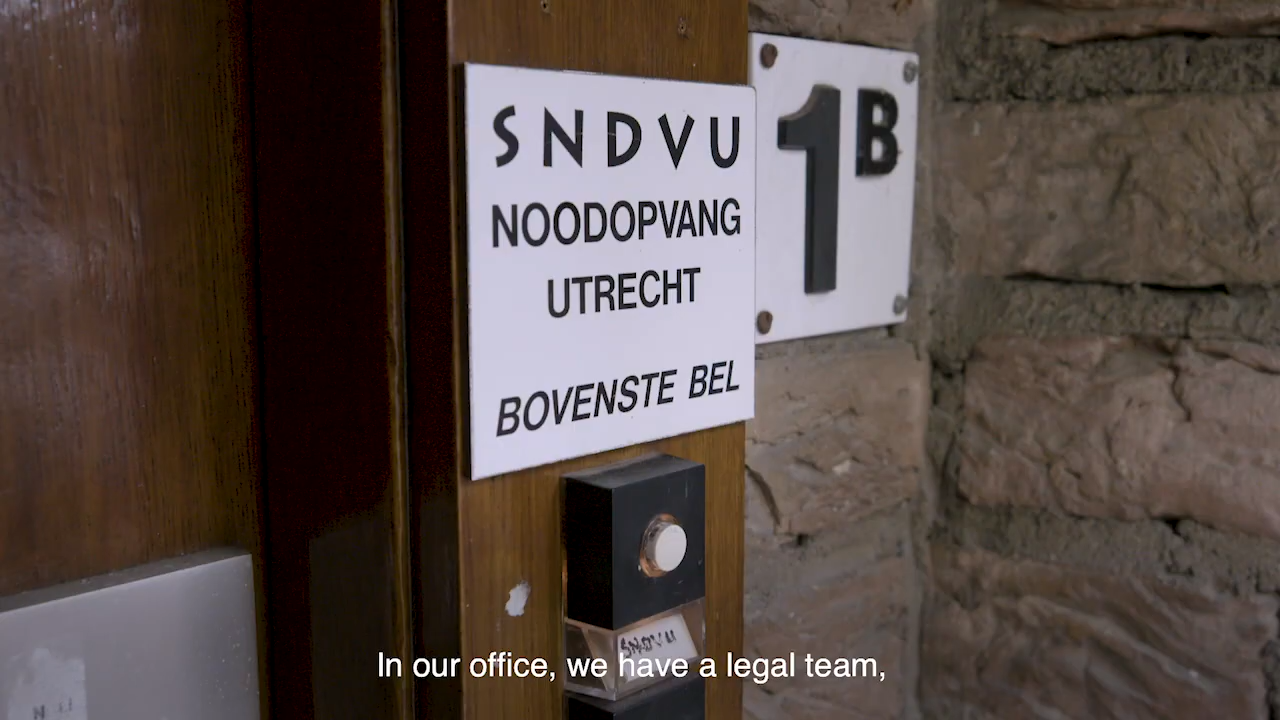 SNDVU
NOODOPVANG
UTRECHT
BOVENSTE BEL
1B
SNDVU
In our office, we have a legal team,